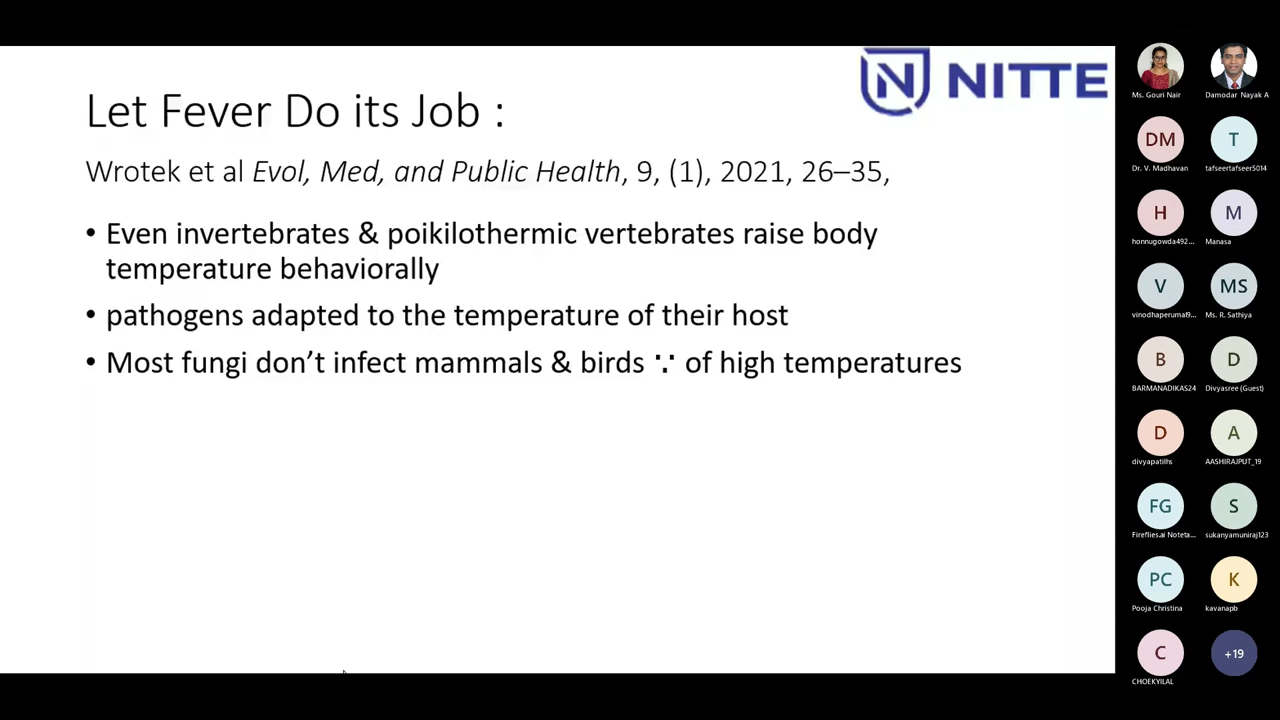 NITTE
Let Fever Do its Job :
Wrotek et al Evol, Med, and Public Health, 9, (1), 2021, 26–35,
• Even invertebrates & poikilothermic vertebrates raise body
temperature behaviorally
• pathogens adapted to the temperature of their host
• Most fungi don’t infect mammals & birds ∵ of high temperatures
Ms. Gouri Nair
Damodar Nayak A
DM
T
Dr. V. Madhavan
tafseertafseer5014
H
M
honnugowda492...
Manasa
V
MS
vinodhaperumal9...
Ms. R. Sathiya
B
D
BARMANADIKAS24
Divyasree (Guest)
D
A
divyapatilhs
AASHIRAJPUT_19
FG
S
Fireflies.ai Noteta...
sukanyamuniraj123
PC
K
Pooja Christina
kavanapb
C
+19
CHOEKYILAL